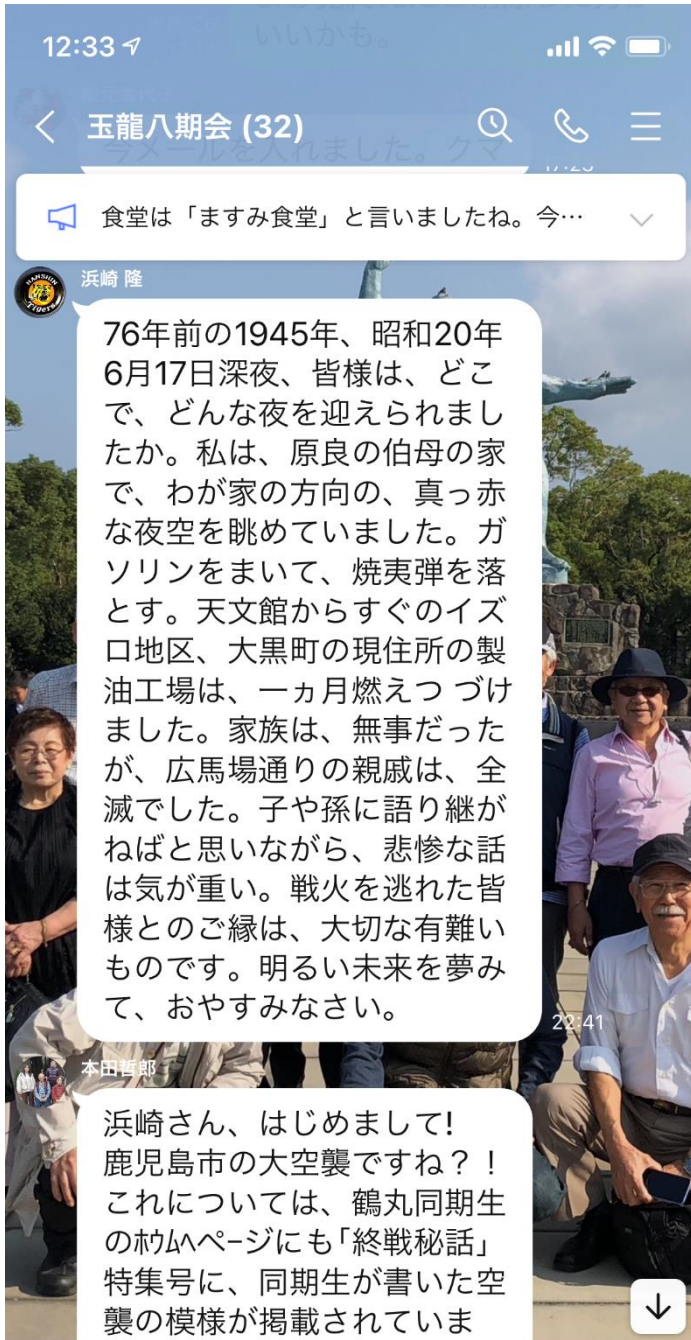 いいかも。
12:33
玉龍八期会 (32)
今メールを入れました。クマ
食堂は「ますみ食堂」と言いましたね。今…
HANSHIN
Tigers
浜崎 隆
76年前の1945年、昭和20年
6月17日深夜、皆様は、どこ
で、どんな夜を迎えられまし
たか。私は、原良の伯母の家
で、わが家の方向の、真っ赤
な夜空を眺めていました。ガ
ソリンをまいて、焼夷弾を落
とす。天文館からすぐのイズ
ロ地区、大黒町の現住所の製
油工場は、一ヵ月燃えつ づけ
ました。家族は、無事だった
が、広馬場通りの親戚は、全
滅でした。子や孫に語り継が
ねばと思いながら、悲惨な話
は気が重い。戦火を逃れた皆
様とのご縁は、大切な有難い
ものです。明るい未来を夢み
て、おやすみなさい。
22:41
本田哲郎
浜崎さん、はじめまして!
鹿児島市の大空襲ですね？！
これについては、鶴丸同期生
のﾎｳﾑﾍページにも｢終戦秘話｣
特集号に、同期生が書いた空
襲の模様が掲載されていま